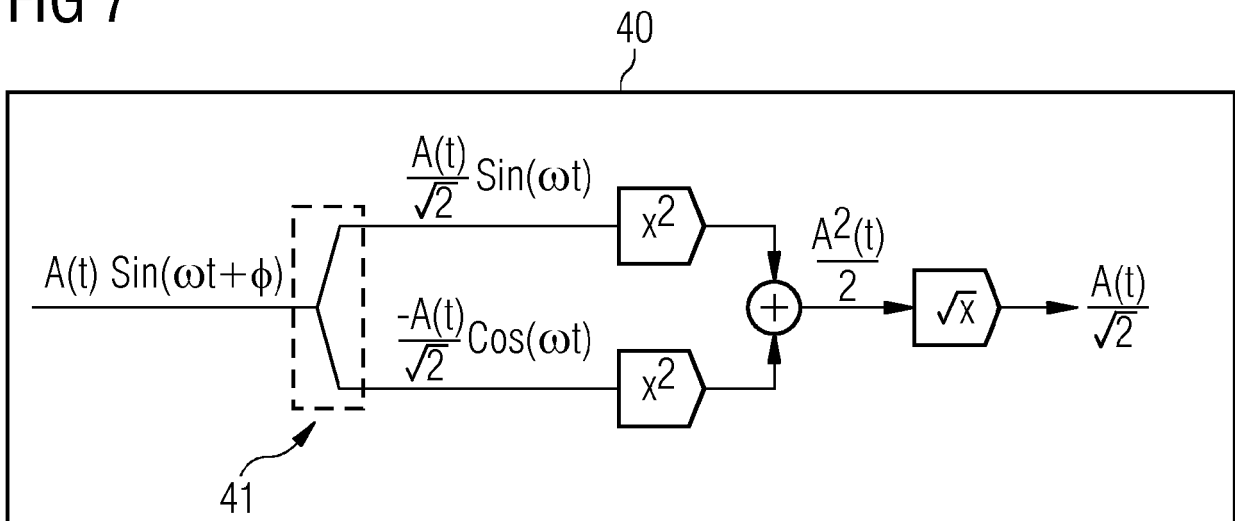 FIG 7
40
A(t)/√2 Sin(ωt)
x²
A(t) Sin(ωt+ϕ)
A²(t)/2
+
√x
A(t)/√2
-A(t)/√2 Cos(ωt)
x²
41